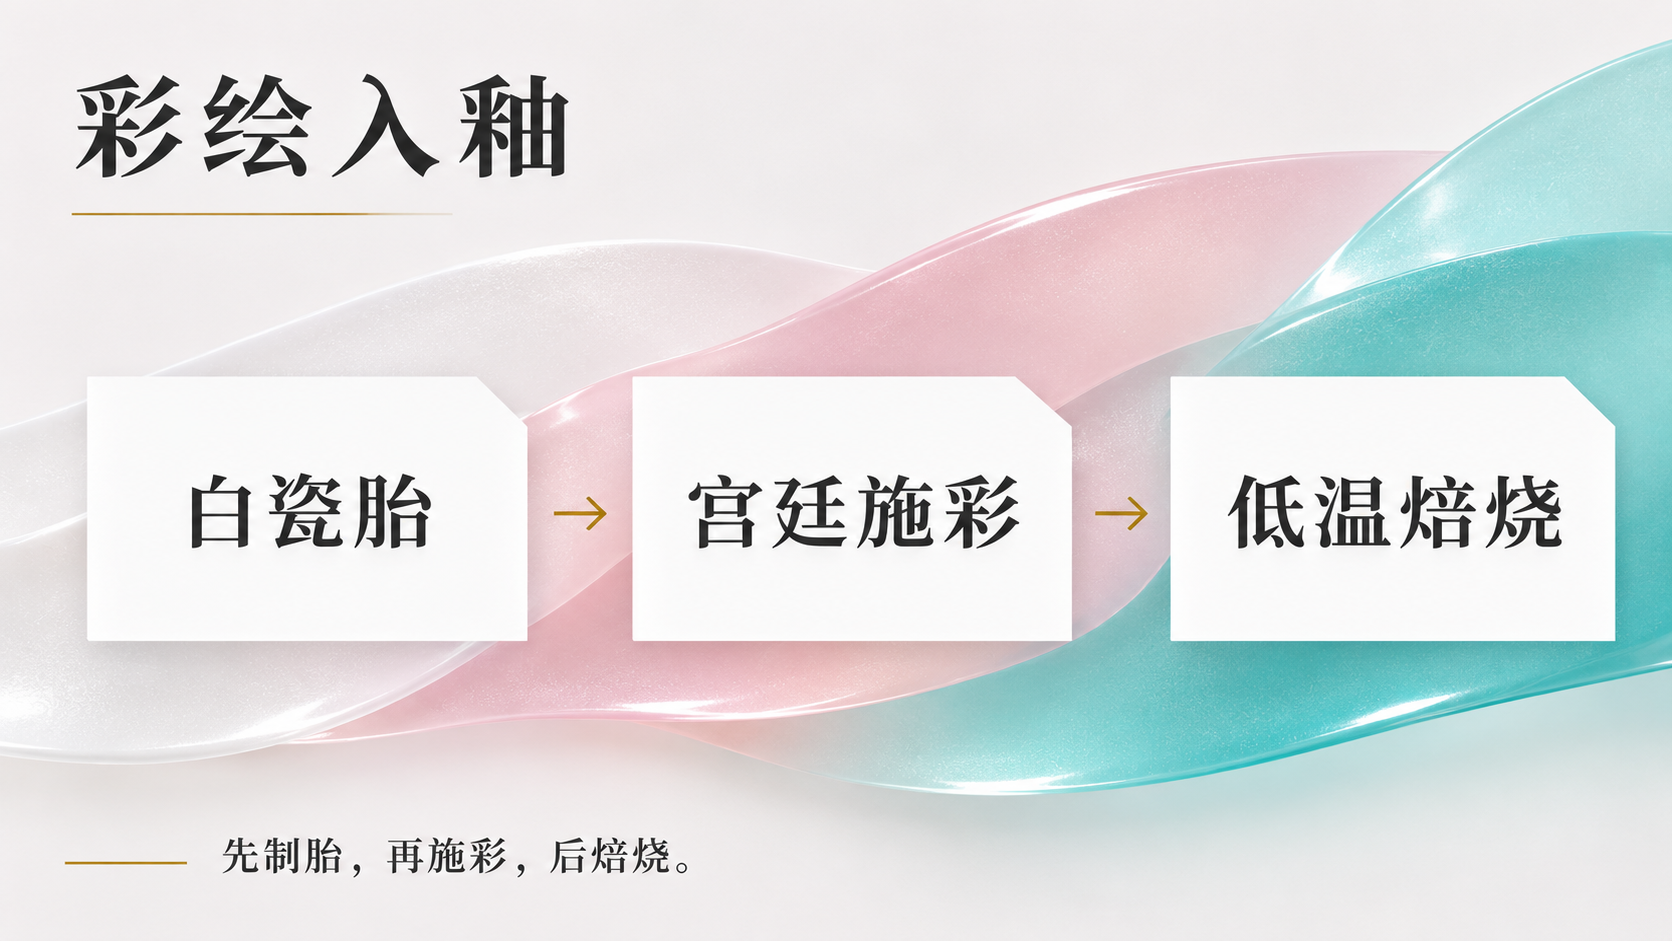 彩绘入釉
白瓷胎 → 宫廷施彩 → 低温焙烧
先制胎，再施彩，后焙烧。